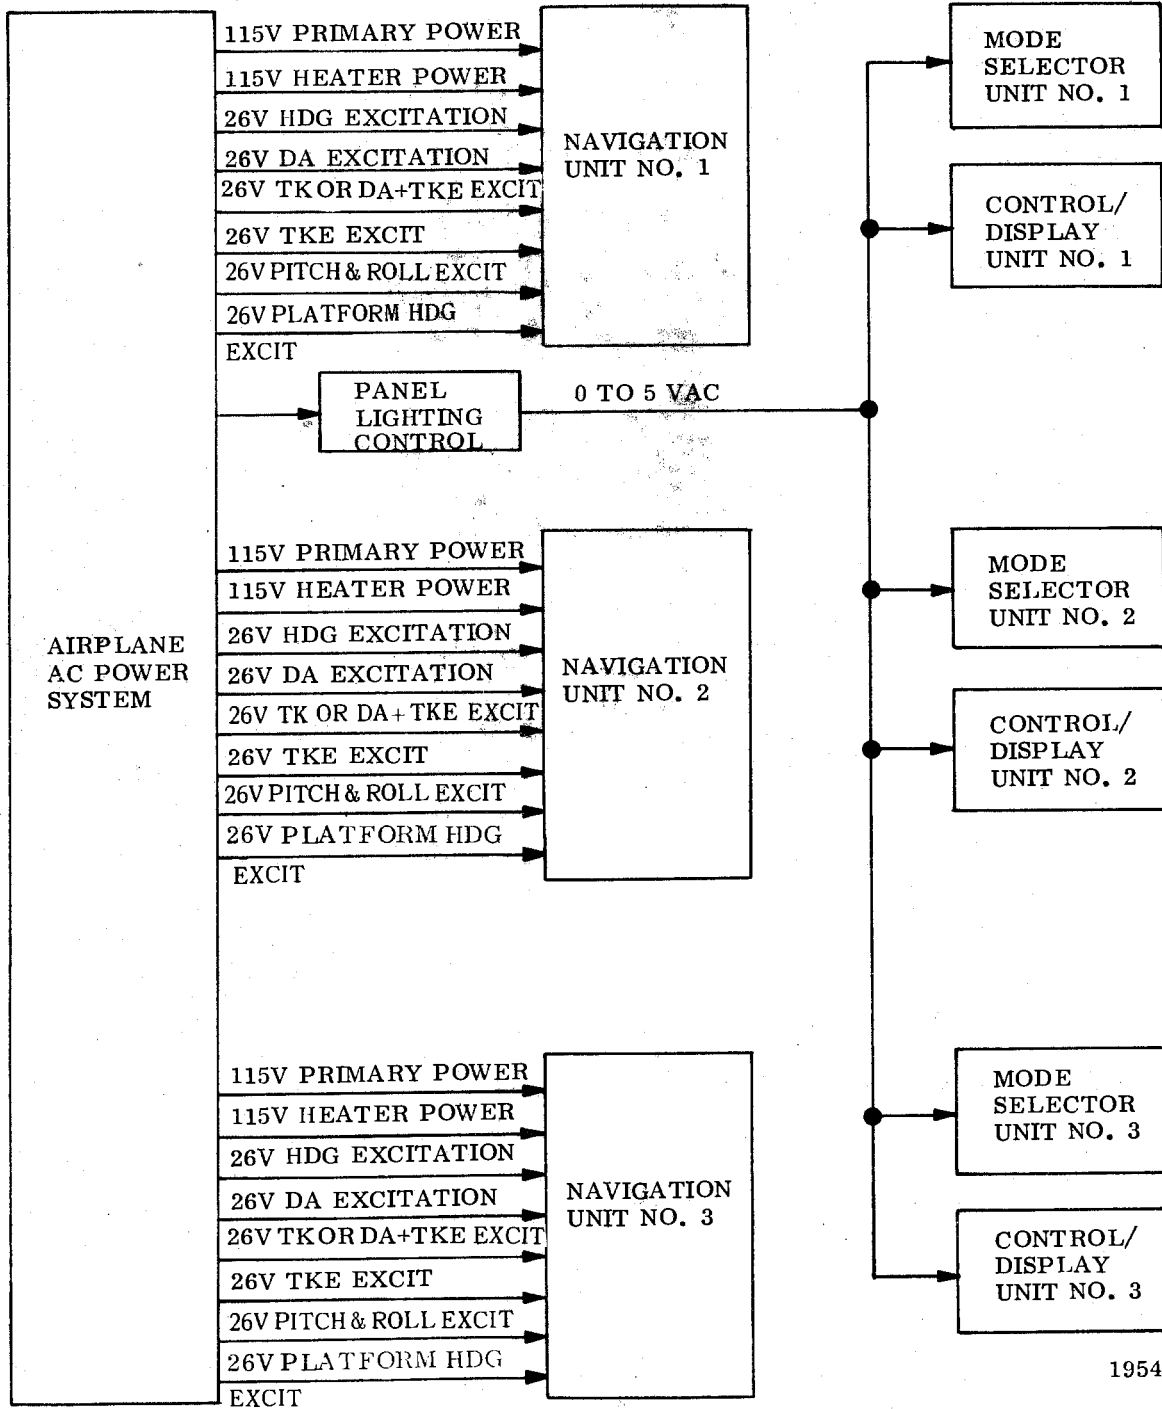 115V PRIMARY POWER
115V HEATER POWER
26V HDG EXCITATION
26V DA EXCITATION
26V TK OR DA+TKE EXCIT
26V TKE EXCIT
26V PITCH & ROLL EXCIT
26V PLATFORM HDG
EXCIT
NAVIGATION
UNIT NO. 1
MODE
SELECTOR
UNIT NO. 1
CONTROL/
DISPLAY
UNIT NO. 1
PANEL
LIGHTING
CONTROL
0 TO 5 VAC
AIRPLANE
AC POWER
SYSTEM
115V PRIMARY POWER
115V HEATER POWER
26V HDG EXCITATION
26V DA EXCITATION
26V TK OR DA+TKE EXCIT
26V TKE EXCIT
26V PITCH & ROLL EXCIT
26V PLATFORM HDG
EXCIT
NAVIGATION
UNIT NO. 2
MODE
SELECTOR
UNIT NO. 2
CONTROL/
DISPLAY
UNIT NO. 2
115V PRIMARY POWER
115V HEATER POWER
26V HDG EXCITATION
26V DA EXCITATION
26V TK OR DA+TKE EXCIT
26V TKE EXCIT
26V PITCH & ROLL EXCIT
26V PLATFORM HDG
EXCIT
NAVIGATION
UNIT NO. 3
MODE
SELECTOR
UNIT NO. 3
CONTROL/
DISPLAY
UNIT NO. 3
1954